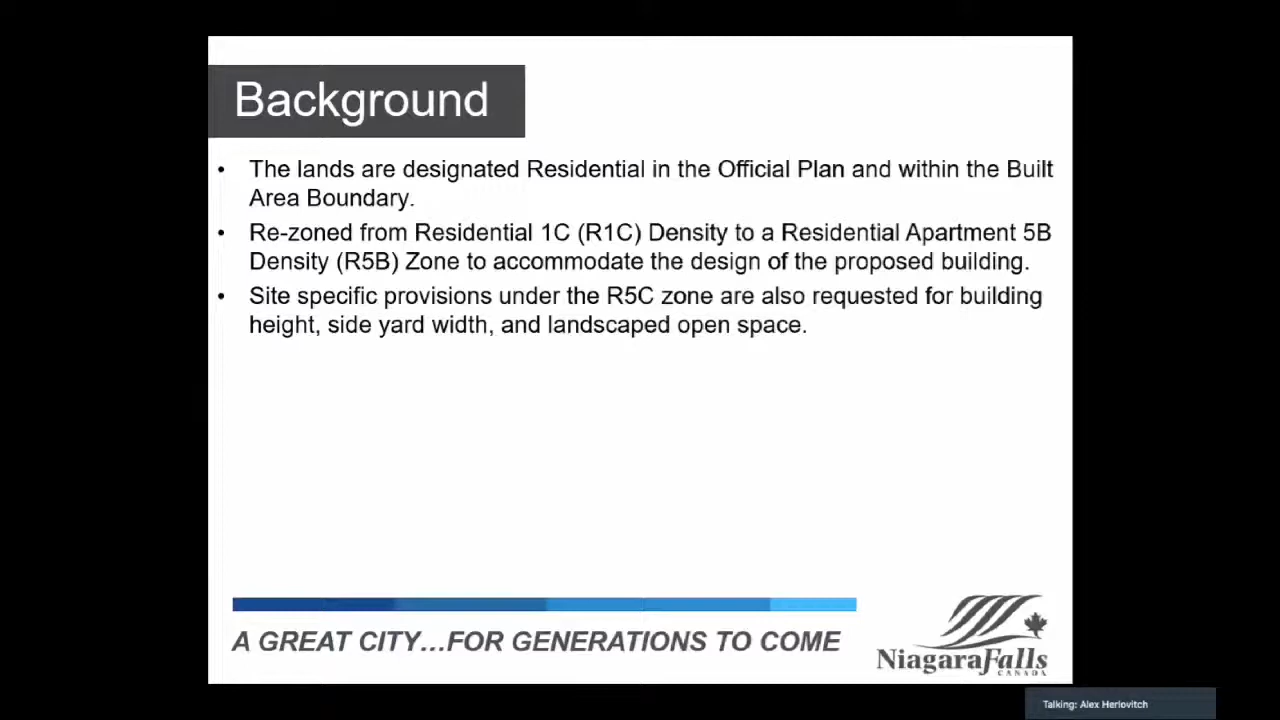 Background
• The lands are designated Residential in the Official Plan and within the Built
Area Boundary.
• Re-zoned from Residential 1C (R1C) Density to a Residential Apartment 5B
Density (R5B) Zone to accommodate the design of the proposed building.
• Site specific provisions under the R5C zone are also requested for building
height, side yard width, and landscaped open space.
A GREAT CITY...FOR GENERATIONS TO COME
NiagaraFalls
CANADA
Talking: Alex Herlovitch